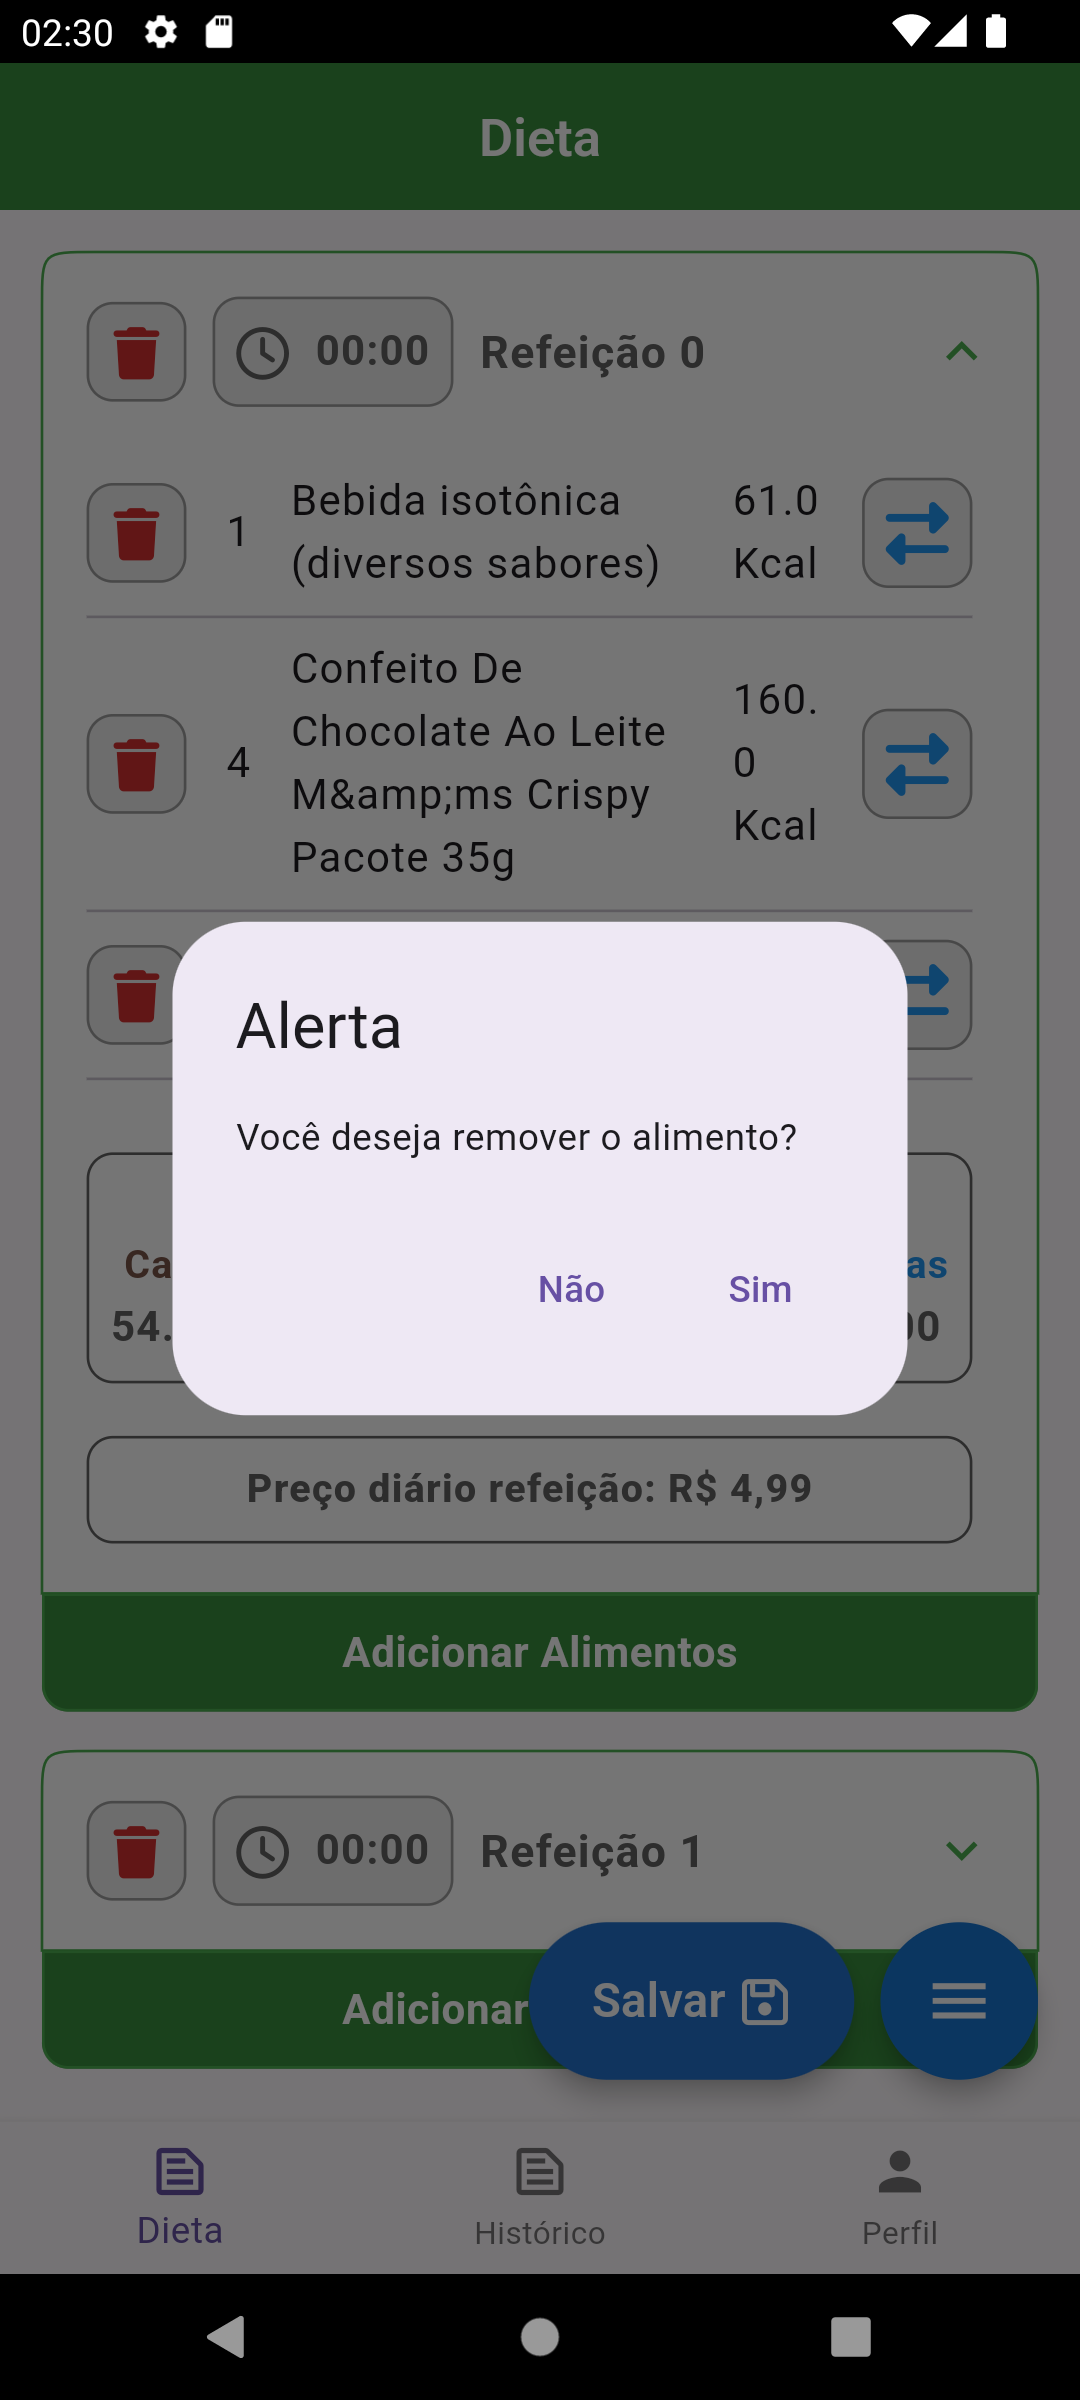 02:30
Dieta
00:00 Refeição 0
1 Bebida isotônica (diversos sabores) 61.0 Kcal
4 Confeito De Chocolate Ao Leite M&amp;ms Crispy Pacote 35g 160.0 Kcal
Alerta
Você deseja remover o alimento?
Não Sim
Ca as
54. 00
Preço diário refeição: R$ 4,99
Adicionar Alimentos
00:00 Refeição 1
Adicionar
Salvar
Dieta Histórico Perfil